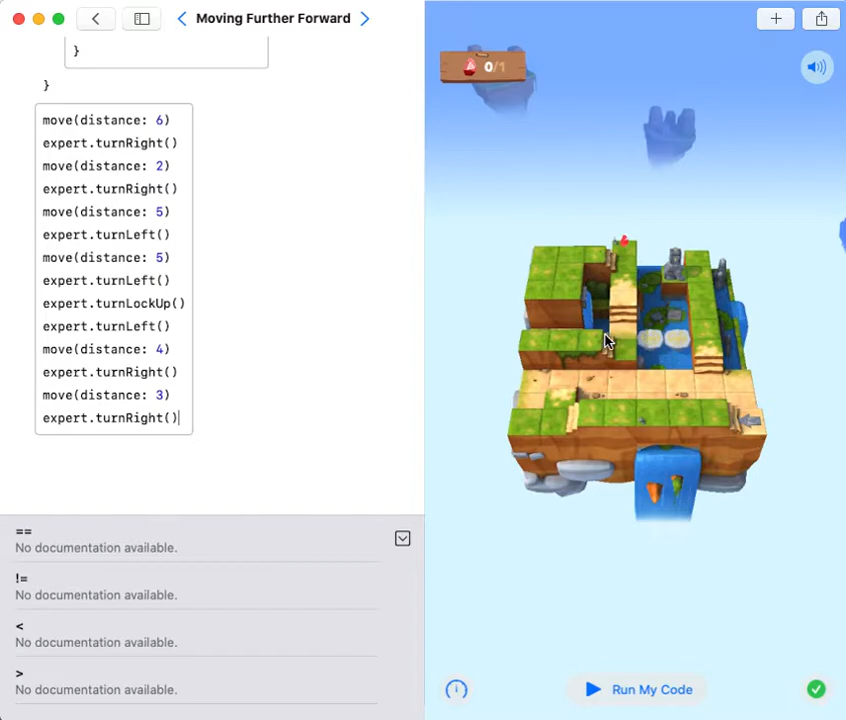 Moving Further Forward
}
}
move(distance: 6)
expert.turnRight()
move(distance: 2)
expert.turnRight()
move(distance: 5)
expert.turnLeft()
move(distance: 5)
expert.turnLeft()
expert.turnLockUp()
expert.turnLeft()
move(distance: 4)
expert.turnRight()
move(distance: 3)
expert.turnRight()
==
No documentation available.
!=
No documentation available.
<
No documentation available.
>
No documentation available.
0/1
Run My Code